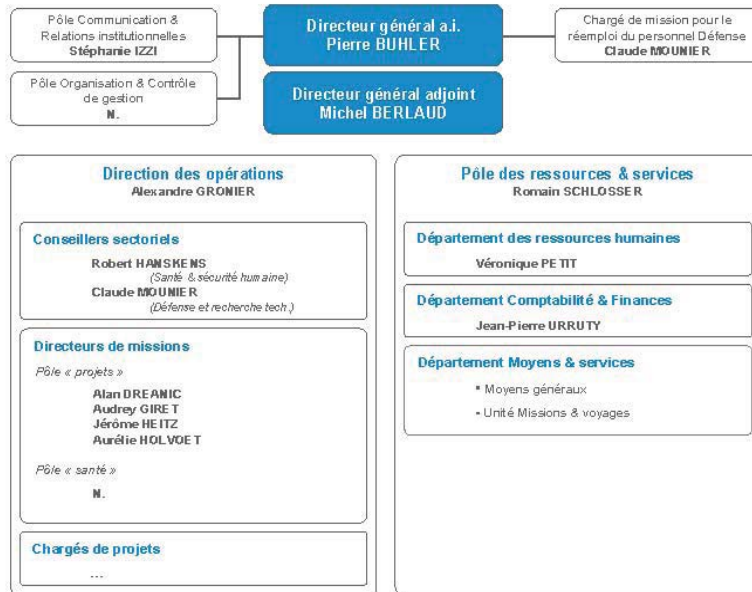 Pôle Communication &
Relations institutionnelles
Stéphanie IZZI
Directeur général a.i.
Pierre BUHLER
Chargé de mission pour le
réemploi du personnel Défense
Claude MOUNIER
Pôle Organisation & Contrôle
de gestion
N.
Directeur général adjoint
Michel BERLAUD
Direction des opérations
Alexandre GRONIER
Conseillers sectoriels
Robert HANSKENS
(Santé & sécurité humaine)
Claude MOUNIER
(Défense et recherche tech.)
Directeurs de missions
Pôle « projets »
Alan DREANIC
Audrey GIRET
Jérôme HEITZ
Aurélie HOLVOET
Pôle « santé »
N.
Chargés de projets
...
Pôle des ressources & services
Romain SCHLOSSER
Département des ressources humaines
Véronique PETIT
Département Comptabilité & Finances
Jean-Pierre URRUTY
Département Moyens & services
▪ Moyens généraux
- Unité Missions & voyages